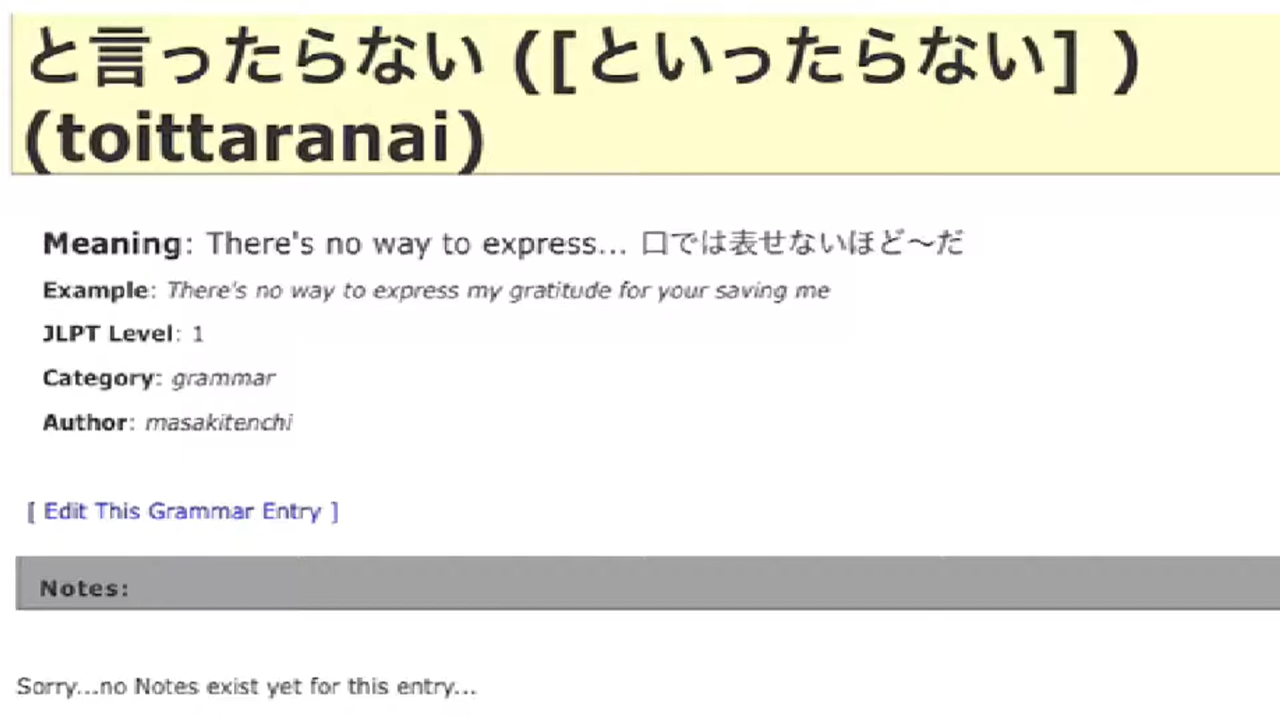 と言ったらない ([といったらない] )
(toittaranai)
Meaning: There's no way to express... 口では表せないほど〜だ
Example: There's no way to express my gratitude for your saving me
JLPT Level: 1
Category: grammar
Author: masakitenchi
[ Edit This Grammar Entry ]
Notes:
Sorry...no Notes exist yet for this entry...